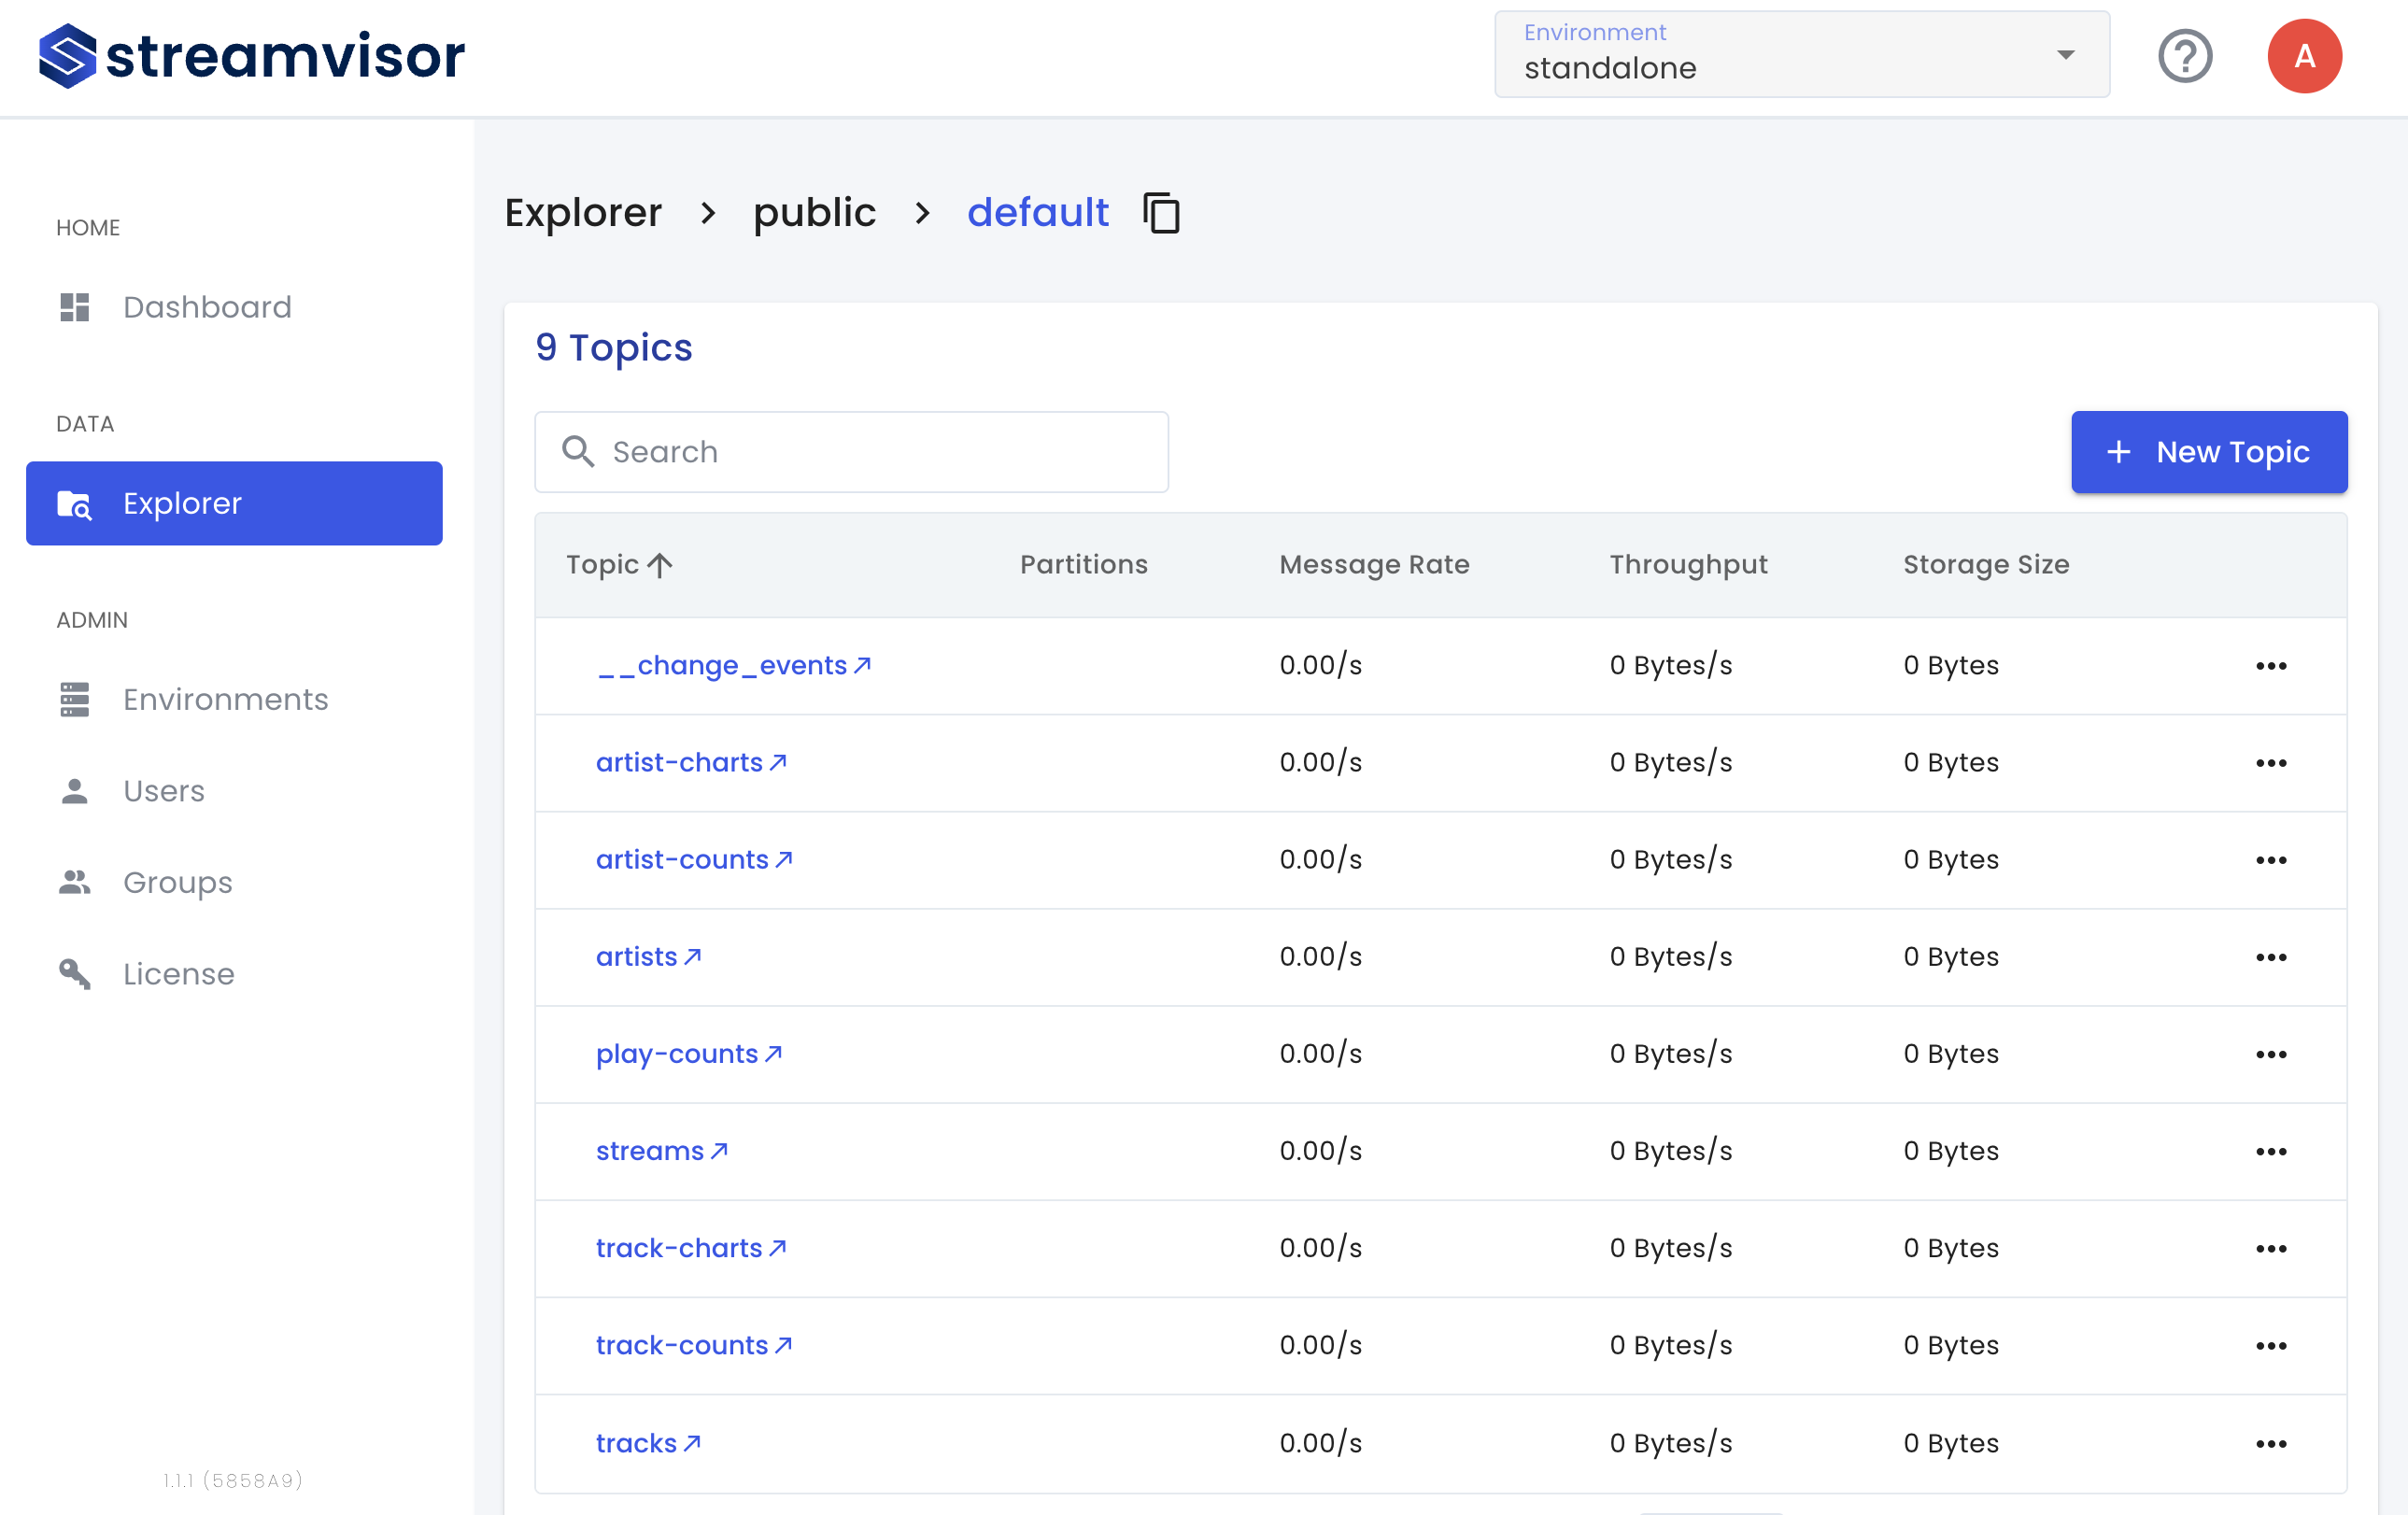 streamvisor
Environment
standalone
A
HOME
Dashboard
DATA
Explorer
ADMIN
Environments
Users
Groups
License
1.1.1 (5858A9)
Explorer > public > default
9 Topics
Search
+ New Topic
Topic Partitions Message Rate Throughput Storage Size
__change_events 0.00/s 0 Bytes/s 0 Bytes
artist-charts 0.00/s 0 Bytes/s 0 Bytes
artist-counts 0.00/s 0 Bytes/s 0 Bytes
artists 0.00/s 0 Bytes/s 0 Bytes
play-counts 0.00/s 0 Bytes/s 0 Bytes
streams 0.00/s 0 Bytes/s 0 Bytes
track-charts 0.00/s 0 Bytes/s 0 Bytes
track-counts 0.00/s 0 Bytes/s 0 Bytes
tracks 0.00/s 0 Bytes/s 0 Bytes